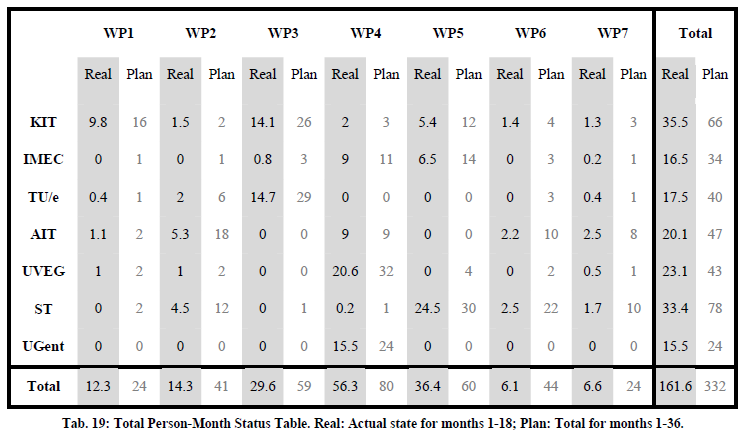 WP1 WP2 WP3 WP4 WP5 WP6 WP7 Total
Real Plan Real Plan Real Plan Real Plan Real Plan Real Plan Real Plan Real Plan
KIT 9.8 16 1.5 2 14.1 26 2 3 5.4 12 1.4 4 1.3 3 35.5 66
IMEC 0 1 0 1 0.8 3 9 11 6.5 14 0 3 0.2 1 16.5 34
TU/e 0.4 1 2 6 14.7 29 0 0 0 0 0 3 0.4 1 17.5 40
AIT 1.1 2 5.3 18 0 0 9 9 0 0 2.2 10 2.5 8 20.1 47
UVEG 1 2 1 2 0 0 20.6 32 0 4 0 2 0.5 1 23.1 43
ST 0 2 4.5 12 0 1 0.2 1 24.5 30 2.5 22 1.7 10 33.4 78
UGent 0 0 0 0 0 0 15.5 24 0 0 0 0 0 0 15.5 24
Total 12.3 24 14.3 41 29.6 59 56.3 80 36.4 60 6.1 44 6.6 24 161.6 332
Tab. 19: Total Person-Month Status Table. Real: Actual state for months 1-18; Plan: Total for months 1-36.